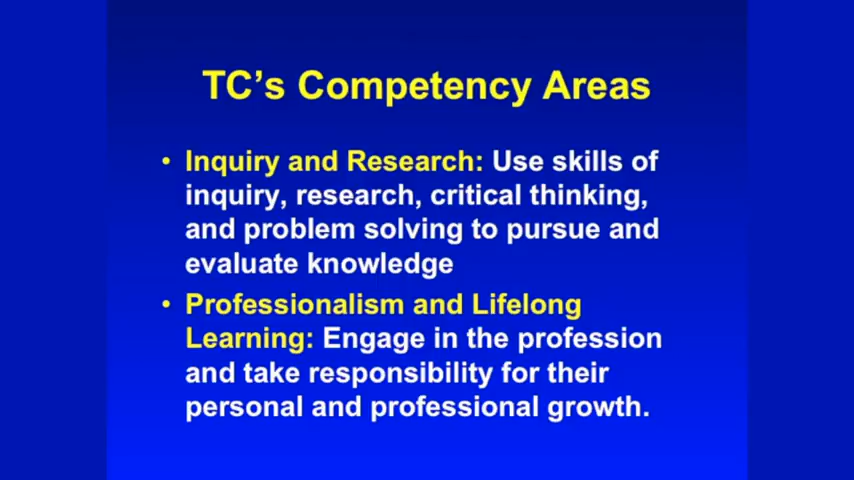 TC's Competency Areas
• Inquiry and Research: Use skills of
inquiry, research, critical thinking,
and problem solving to pursue and
evaluate knowledge
• Professionalism and Lifelong
Learning: Engage in the profession
and take responsibility for their
personal and professional growth.